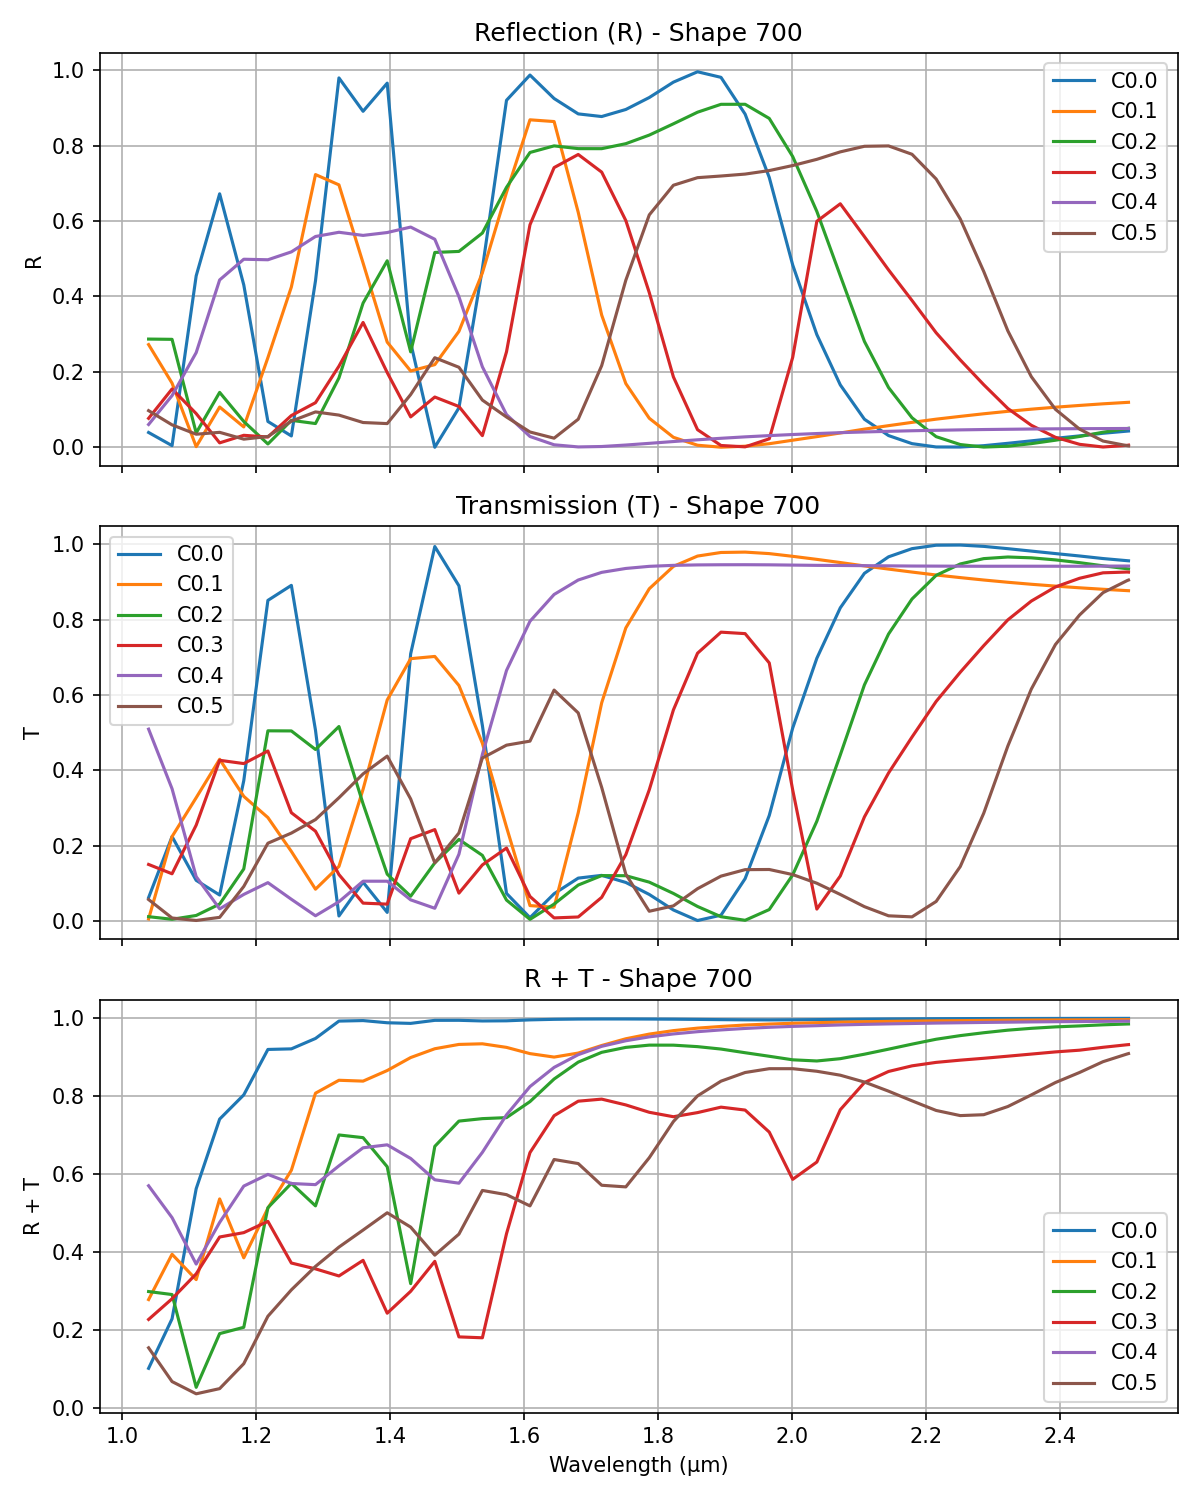 Reflection (R) - Shape 700
1.0
0.8
0.6
0.4
0.2
0.0
R
C0.0
C0.1
C0.2
C0.3
C0.4
C0.5
Transmission (T) - Shape 700
1.0
0.8
0.6
0.4
0.2
0.0
T
C0.0
C0.1
C0.2
C0.3
C0.4
C0.5
R + T - Shape 700
1.0
0.8
0.6
0.4
0.2
0.0
R + T
C0.0
C0.1
C0.2
C0.3
C0.4
C0.5
1.0 1.2 1.4 1.6 1.8 2.0 2.2 2.4
Wavelength (μm)